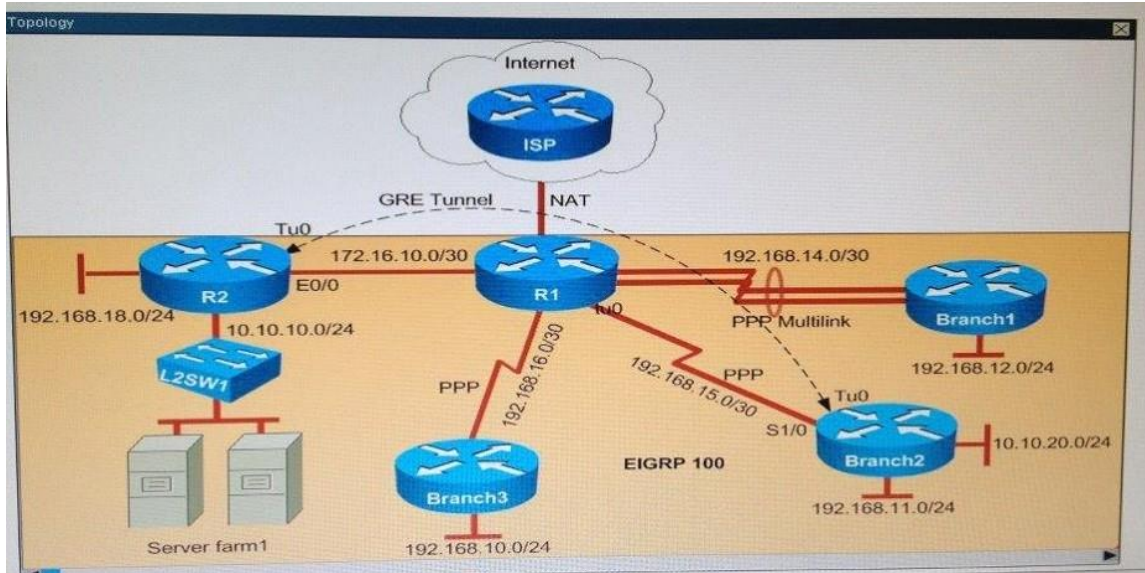 Topology
Internet
ISP
GRE Tunnel
NAT
Tu0
172.16.10.0/30
192.168.14.0/30
E0/0
R2
R1
Tu0
PPP Multilink
Branch1
192.168.18.0/24
10.10.10.0/24
192.168.12.0/24
L2SW1
PPP
192.168.16.0/30
PPP
192.168.15.0/30
Tu0
S1/0
Branch2
10.10.20.0/24
EIGRP 100
Branch3
192.168.11.0/24
Server farm1
192.168.10.0/24